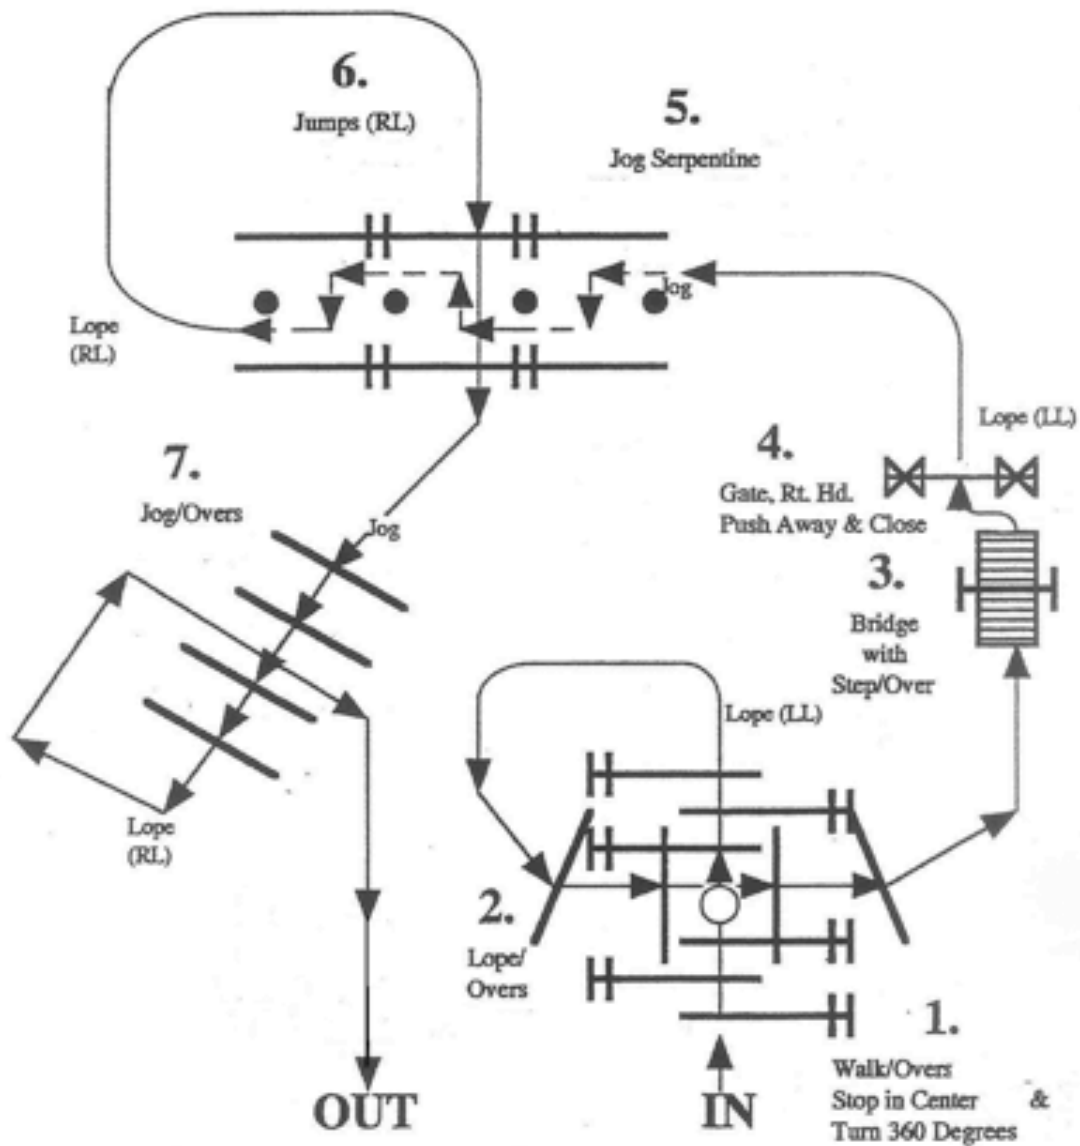 6.
Jumps (RL)
5.
Jog Serpentine
Jog
Lope
(RL)
Lope (LL)
4.
Gate, Rt. Hd.
Push Away & Close
7.
Jog/Overs
Jog
3.
Bridge
with
Step/Over
Lope (LL)
Lope
(RL)
2.
Lope/
Overs
1.
Walk/Overs
Stop in Center &
Turn 360 Degrees
OUT
IN